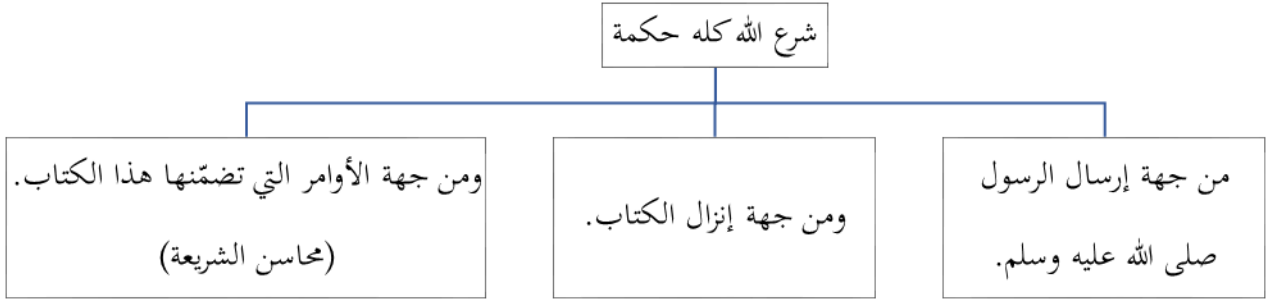 شرع الله كله حكمة
من جهة إرسال الرسول
صلى الله عليه وسلم.
ومن جهة إنزال الكتاب.
ومن جهة الأوامر التي تضمّنها هذا الكتاب.
(محاسن الشريعة)